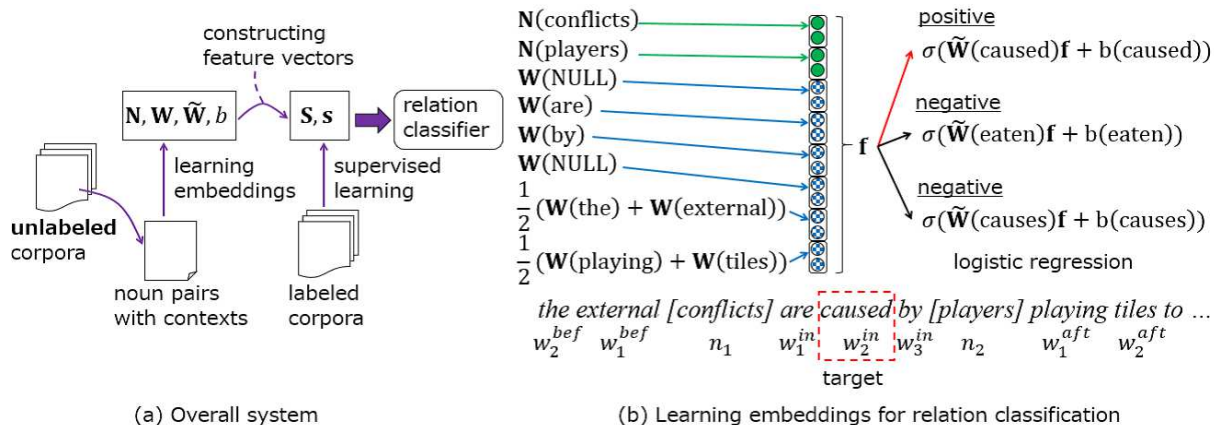 constructing
feature vectors
N, W, W̃, b
S, s
relation
classifier
learning
embeddings
supervised
learning
unlabeled
corpora
noun pairs
with contexts
labeled
corpora
(a) Overall system
N(conflicts)
N(players)
W(NULL)
W(are)
W(by)
W(NULL)
1/2 (W(the) + W(external))
1/2 (W(playing) + W(tiles))
f
positive
σ(W̃(caused)f + b(caused))
negative
σ(W̃(eaten)f + b(eaten))
negative
σ(W̃(causes)f + b(causes))
logistic regression
the external [conflicts] are caused by [players] playing tiles to ...
w₂ᵇᵉᶠ w₁ᵇᵉᶠ n₁ w₁ⁱⁿ w₂ⁱⁿ w₃ⁱⁿ n₂ w₁ᵃᶠᵗ w₂ᵃᶠᵗ
target
(b) Learning embeddings for relation classification